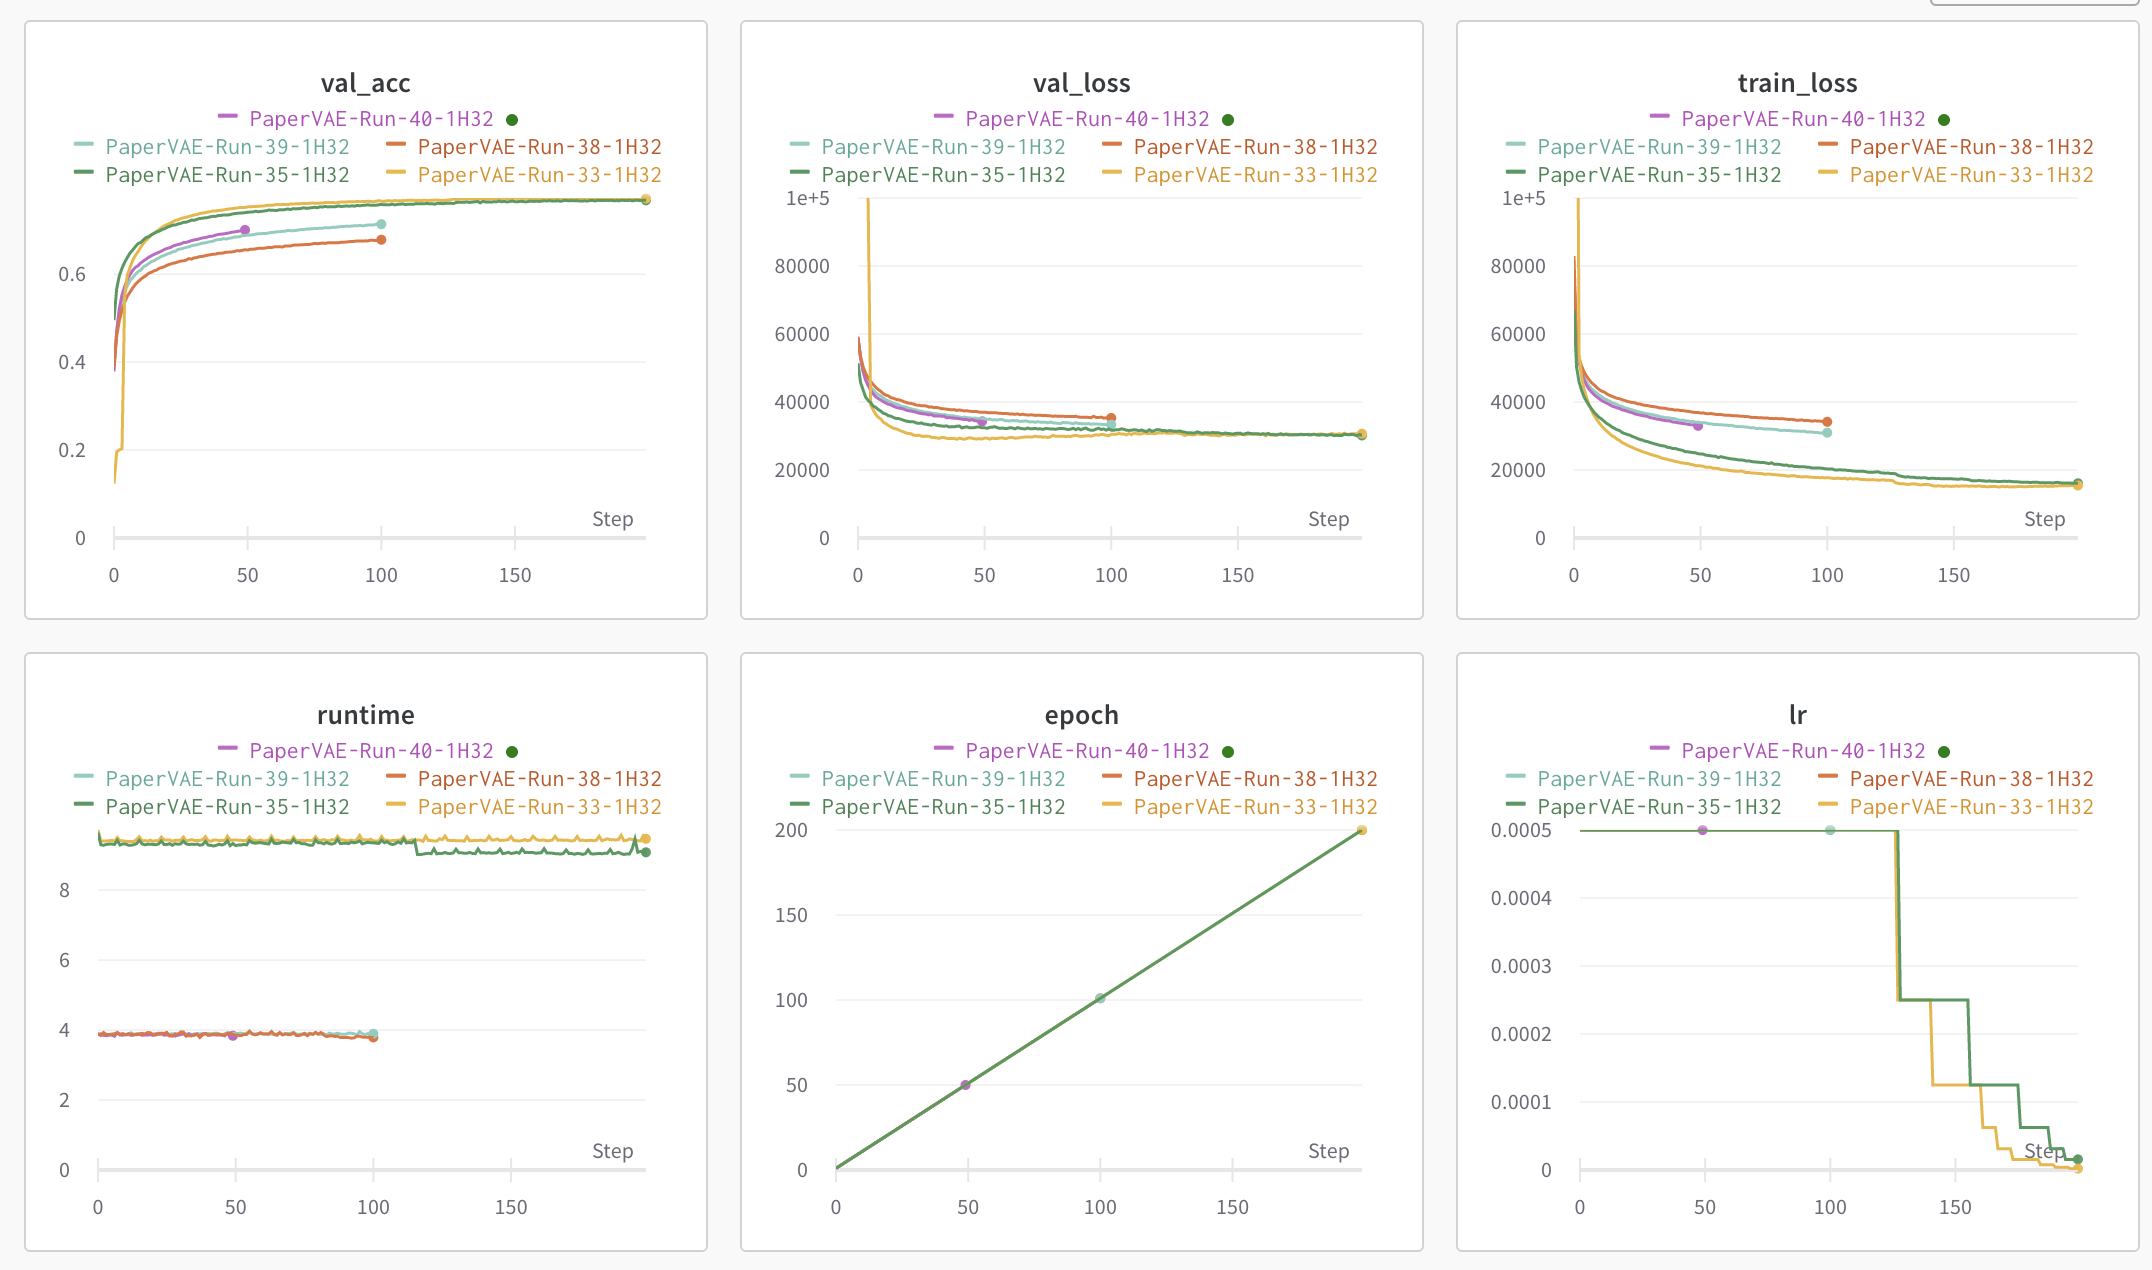 val_acc
PaperVAE-Run-40-1H32
PaperVAE-Run-39-1H32 PaperVAE-Run-38-1H32
PaperVAE-Run-35-1H32 PaperVAE-Run-33-1H32
0.6
0.4
0.2
0
Step
0 50 100 150
val_loss
PaperVAE-Run-40-1H32
PaperVAE-Run-39-1H32 PaperVAE-Run-38-1H32
PaperVAE-Run-35-1H32 PaperVAE-Run-33-1H32
1e+5
80000
60000
40000
20000
0
Step
0 50 100 150
train_loss
PaperVAE-Run-40-1H32
PaperVAE-Run-39-1H32 PaperVAE-Run-38-1H32
PaperVAE-Run-35-1H32 PaperVAE-Run-33-1H32
1e+5
80000
60000
40000
20000
0
Step
0 50 100 150
runtime
PaperVAE-Run-40-1H32
PaperVAE-Run-39-1H32 PaperVAE-Run-38-1H32
PaperVAE-Run-35-1H32 PaperVAE-Run-33-1H32
8
6
4
2
0
Step
0 50 100 150
epoch
PaperVAE-Run-40-1H32
PaperVAE-Run-39-1H32 PaperVAE-Run-38-1H32
PaperVAE-Run-35-1H32 PaperVAE-Run-33-1H32
200
150
100
50
0
Step
0 50 100 150
lr
PaperVAE-Run-40-1H32
PaperVAE-Run-39-1H32 PaperVAE-Run-38-1H32
PaperVAE-Run-35-1H32 PaperVAE-Run-33-1H32
0.0005
0.0004
0.0003
0.0002
0.0001
0
Step
0 50 100 150